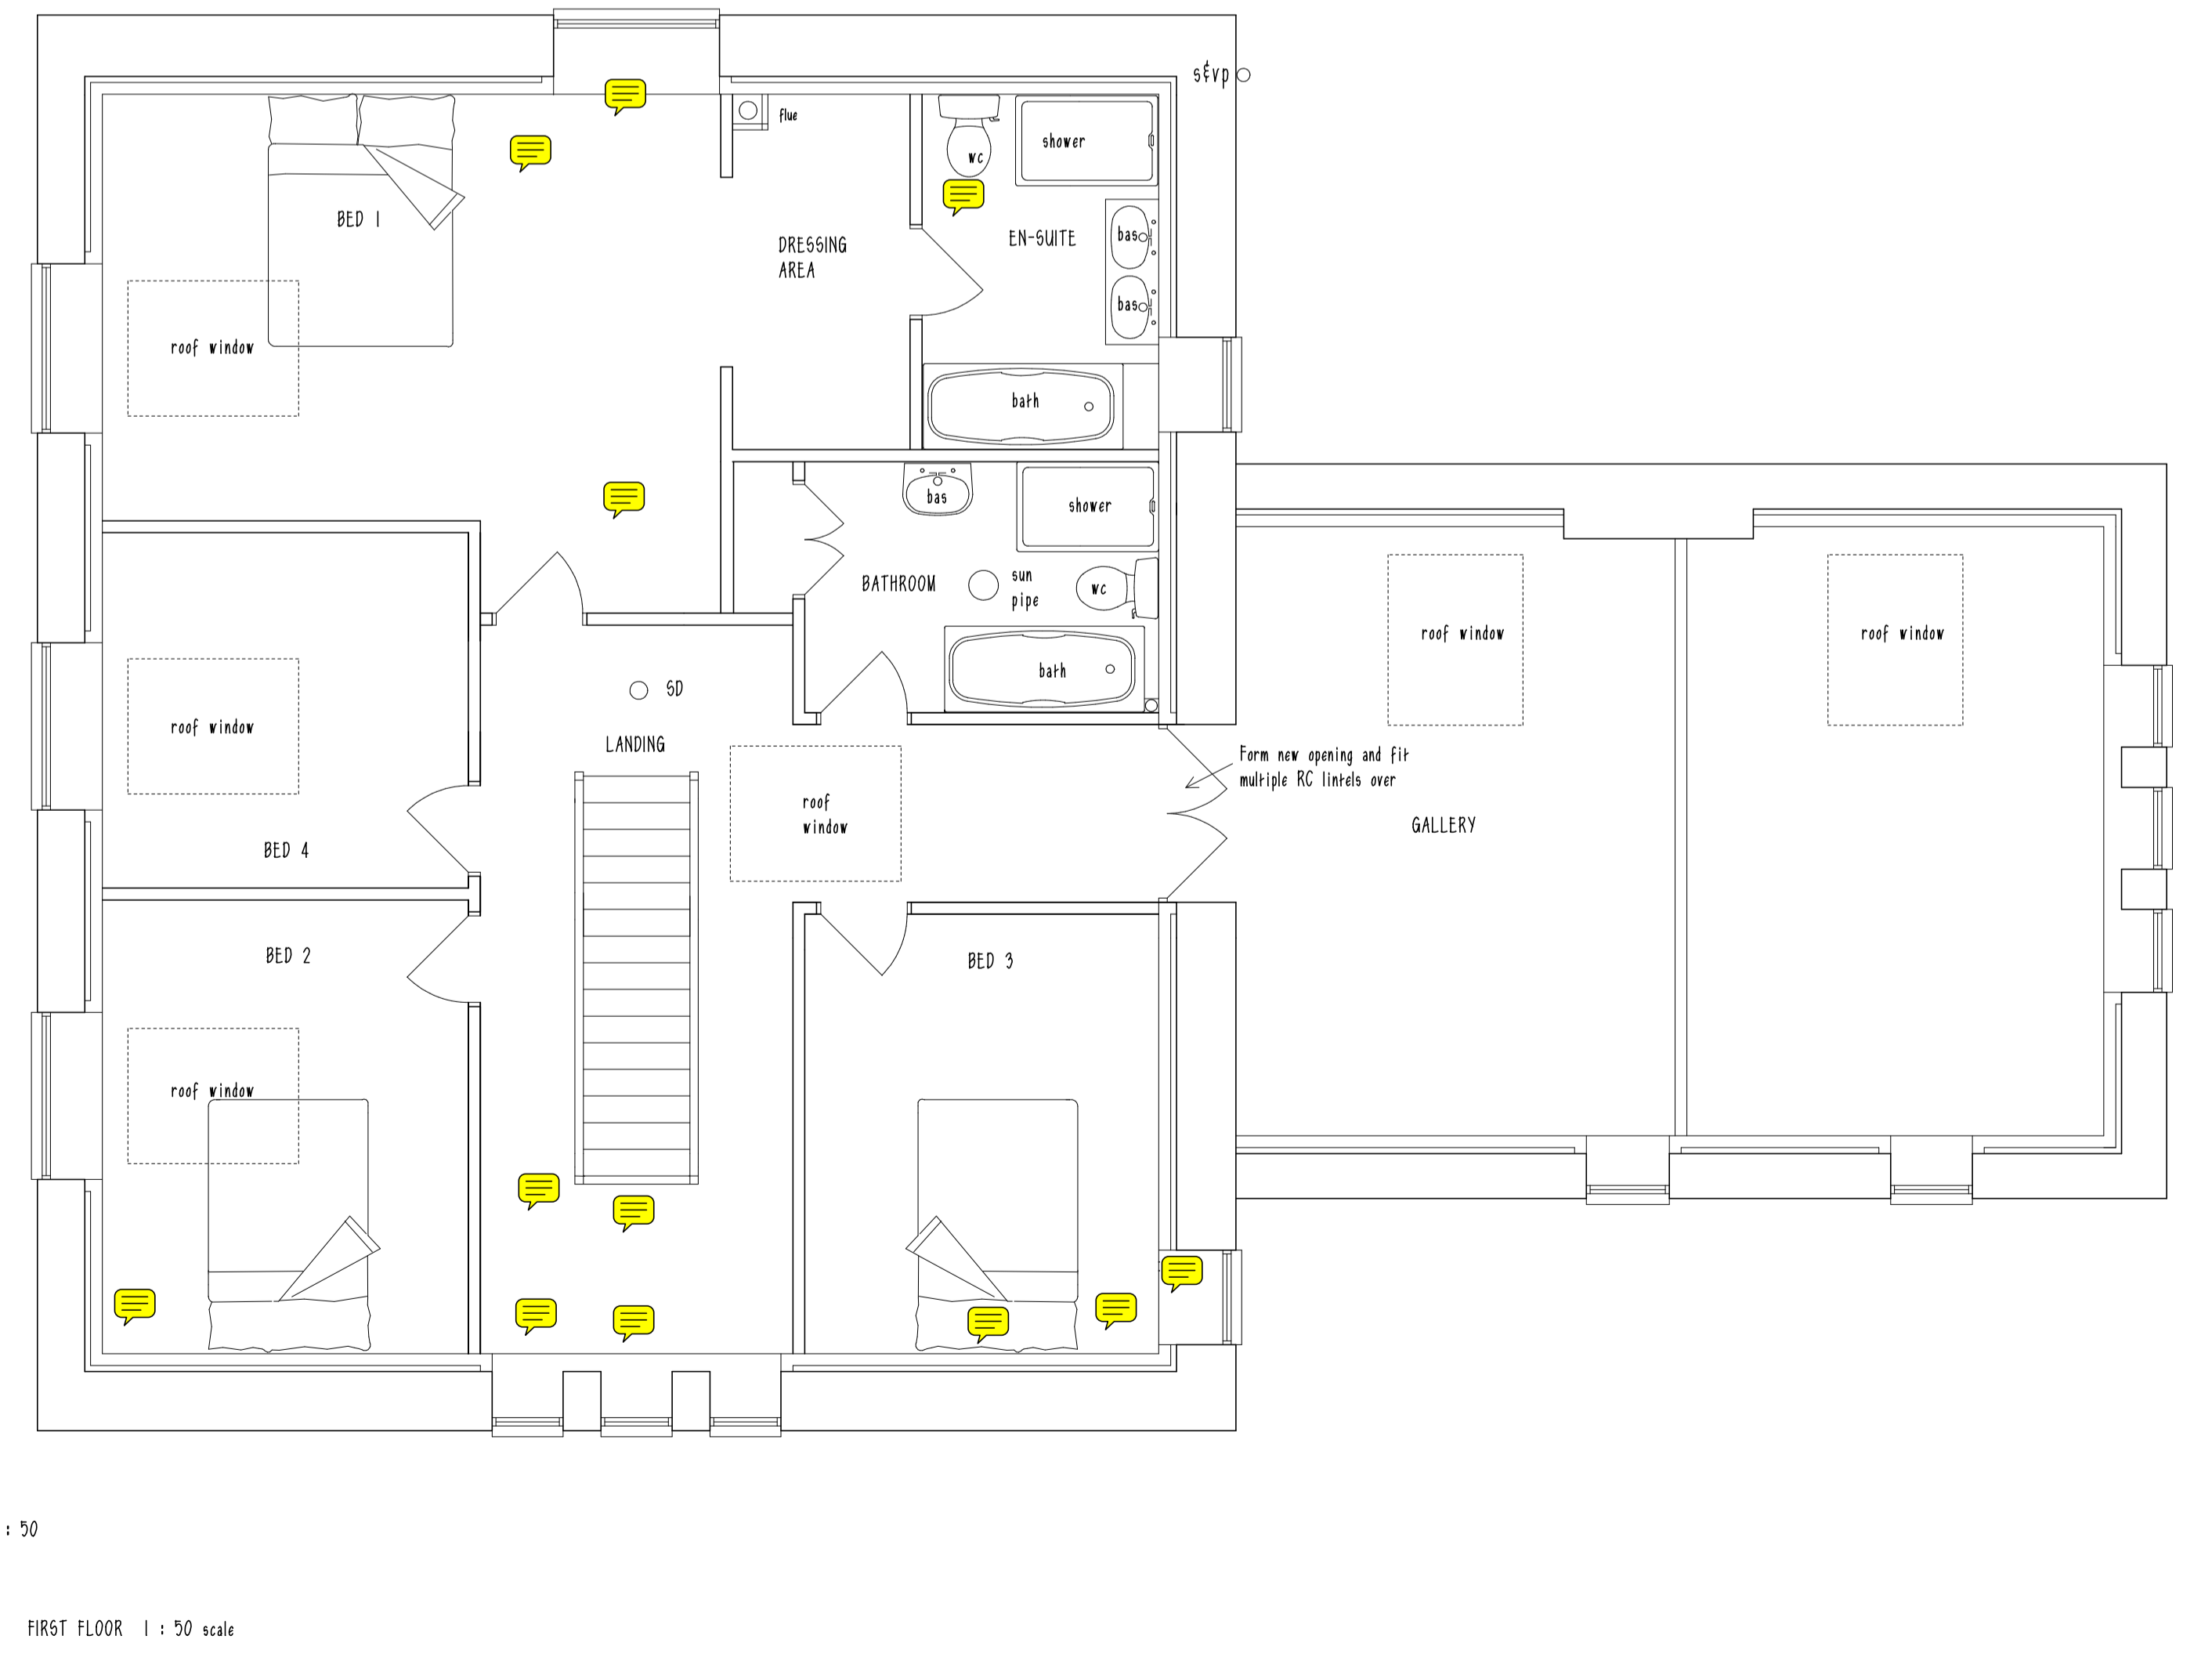 s&vp
flue
shower
wc
BED 1
bas
EN-SUITE
DRESSING
AREA
bas
roof window
bath
bas
shower
sun
pipe
BATHROOM
wc
roof window
roof window
bath
SD
roof window
LANDING
Form new opening and fit
multiple RC lintels over
roof
window
GALLERY
BED 4
BED 2
BED 3
roof window
: 50
FIRST FLOOR 1 : 50 scale